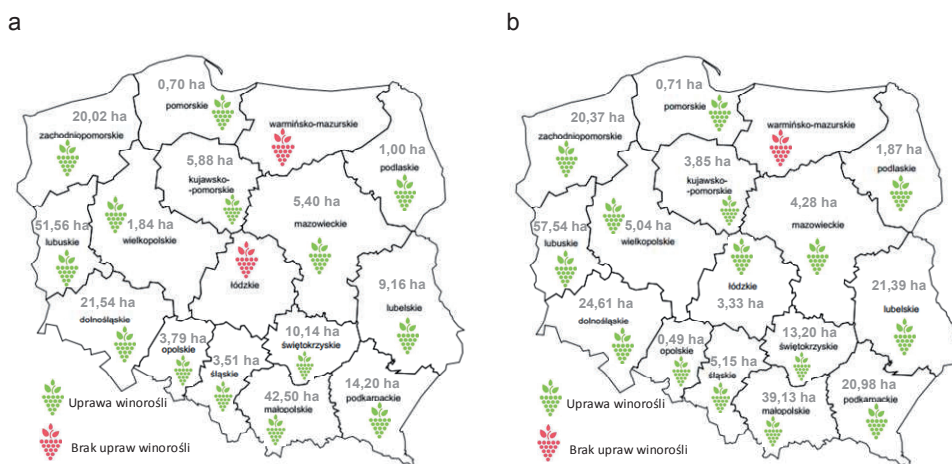 a
0,70 ha
pomorskie
20,02 ha
zachodniopomorskie
warmińsko-mazurskie
1,00 ha
podlaskie
5,88 ha
kujawsko-
-pomorskie
5,40 ha
mazowieckie
51,56 ha
lubuskie
1,84 ha
wielkopolskie
łódzkie
9,16 ha
lubelskie
21,54 ha
dolnośląskie
3,79 ha
opolskie
3,51 ha
śląskie
10,14 ha
świętokrzyskie
42,50 ha
małopolskie
14,20 ha
podkarpackie
Uprawa winorośli
Brak upraw winorośli
b
0,71 ha
pomorskie
20,37 ha
zachodniopomorskie
warmińsko-mazurskie
1,87 ha
podlaskie
3,85 ha
kujawsko-
-pomorskie
4,28 ha
mazowieckie
57,54 ha
lubuskie
5,04 ha
wielkopolskie
łódzkie
3,33 ha
21,39 ha
lubelskie
24,61 ha
dolnośląskie
0,49 ha
opolskie
5,15 ha
śląskie
13,20 ha
świętokrzyskie
39,13 ha
małopolskie
20,98 ha
podkarpackie
Uprawa winorośli
Brak upraw winorośli